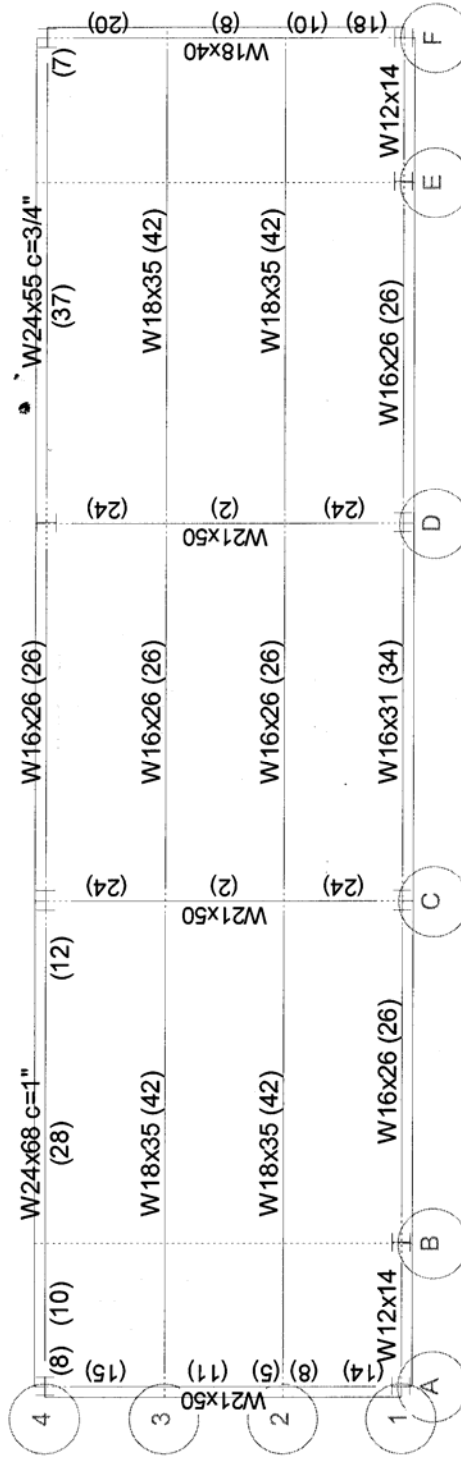 W24x68 c=1"
W16x26 (26)
W24x55 c=3/4"
4
(8)
(10)
(28)
(12)
(37)
(7)
(15)
(24)
(24)
(20)
3
W18x35 (42)
W16x26 (26)
W18x35 (42)
W21x50
(11)
(5)
W21x50
(2)
W21x50
(2)
W18x40
(8)
2
W18x35 (42)
W16x26 (26)
W18x35 (42)
(8)
(14)
(24)
(24)
(10)
(18)
1
W12x14
W16x26 (26)
W16x31 (34)
W16x26 (26)
W12x14
A
B
C
D
E
F